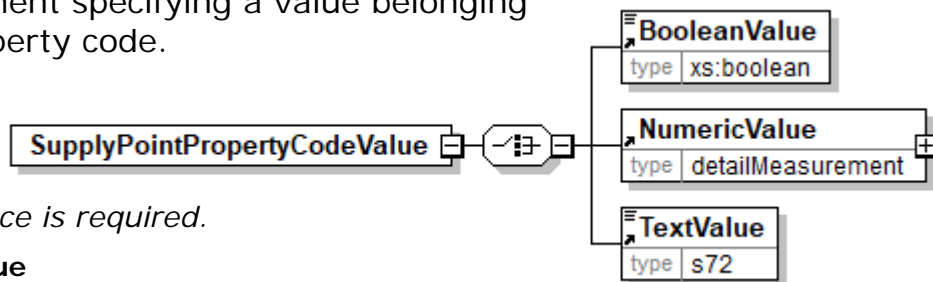 ment specifying a value belonging
perty code.
BooleanValue
type xs:boolean
SupplyPointPropertyCodeValue
NumericValue
type detailMeasurement
ce is required.
TextValue
type s72
ue